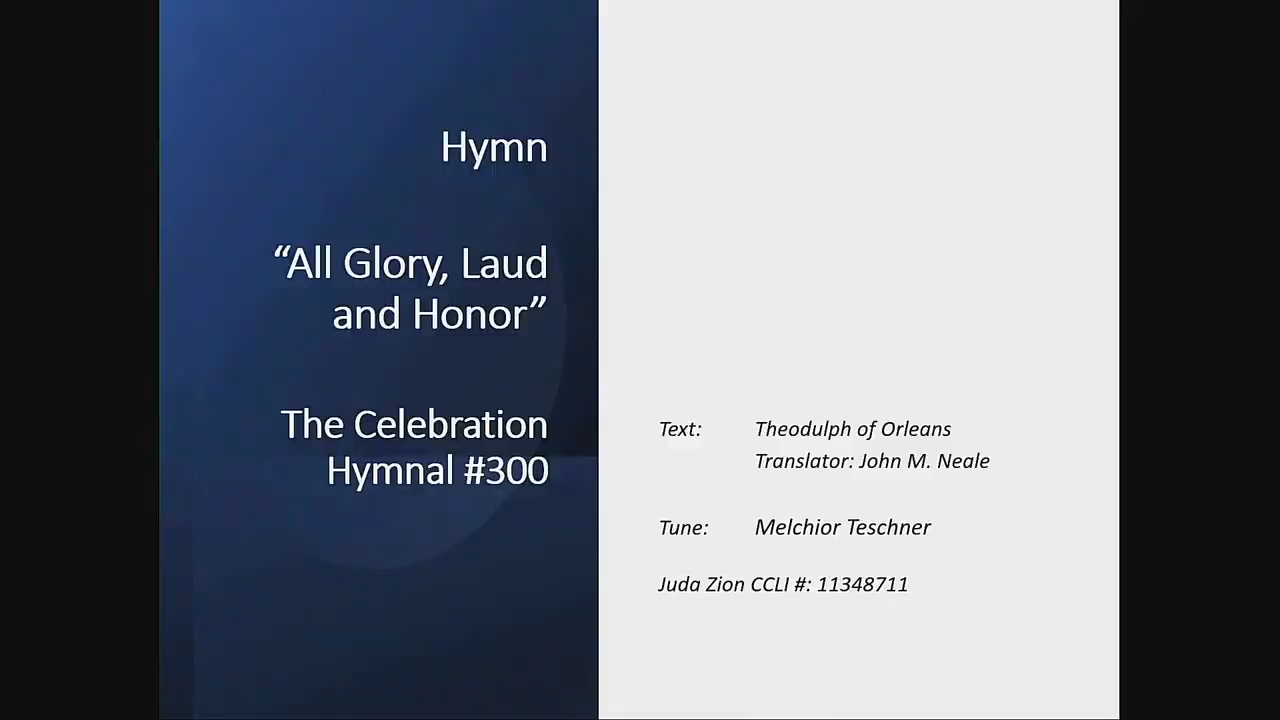 Hymn
“All Glory, Laud
and Honor”
The Celebration
Hymnal #300
Text: Theodulph of Orleans
Translator: John M. Neale
Tune: Melchior Teschner
Juda Zion CCLI #: 11348711